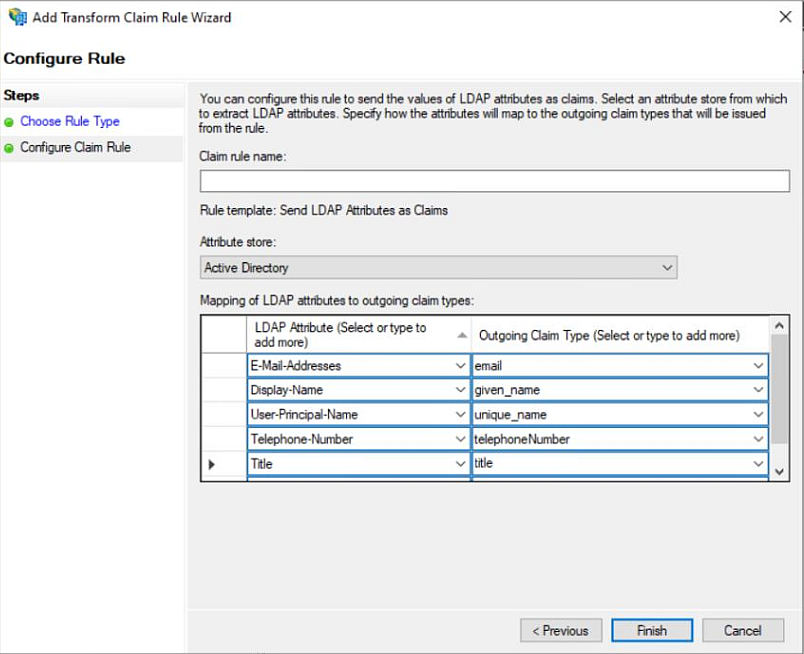 Add Transform Claim Rule Wizard
Configure Rule
Steps
Choose Rule Type
Configure Claim Rule
You can configure this rule to send the values of LDAP attributes as claims. Select an attribute store from which
to extract LDAP attributes. Specify how the attributes will map to the outgoing claim types that will be issued
from the rule.
Claim rule name:
Rule template: Send LDAP Attributes as Claims
Attribute store:
Active Directory
Mapping of LDAP attributes to outgoing claim types:
LDAP Attribute (Select or type to
add more)
Outgoing Claim Type (Select or type to add more)
E-Mail-Addresses email
Display-Name given_name
User-Principal-Name unique_name
Telephone-Number telephoneNumber
Title title
< Previous Finish Cancel